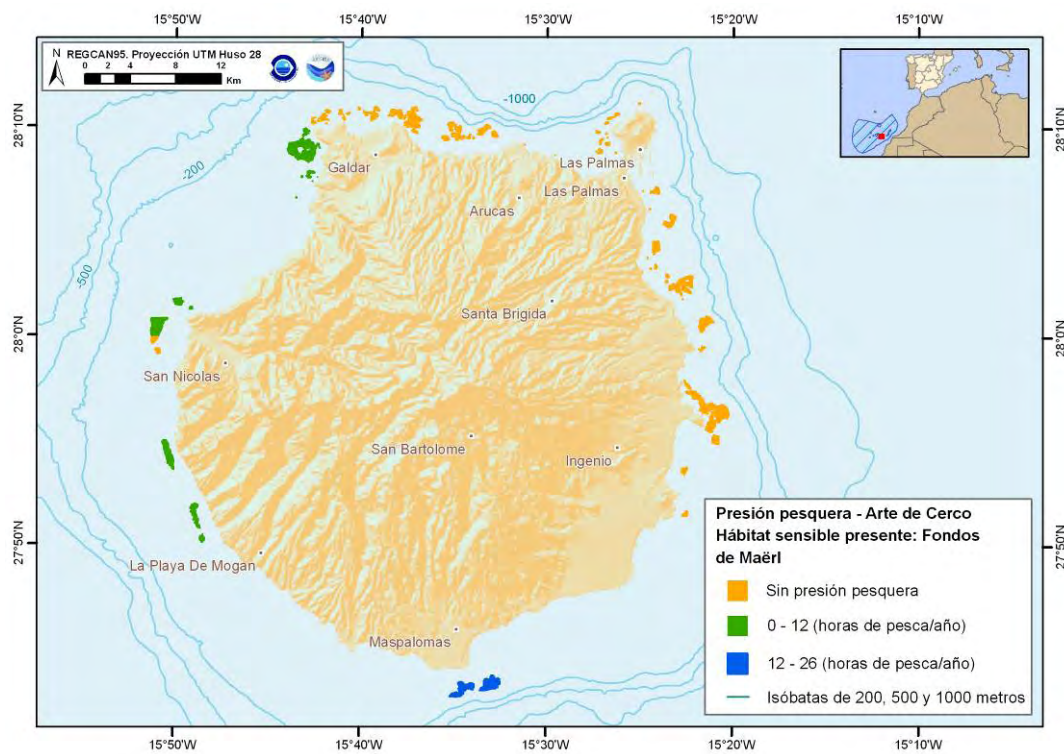 15°50'W 15°40'W 15°30'W 15°20'W 15°10'W
N REGCAN95. Proyección UTM Huso 28
0 2 4 8 12
Km
-1000
28°10'N
28°10'N
-200
-500
Galdar
Las Palmas
Las Palmas
Arucas
Santa Brigida
28°0'N
28°0'N
San Nicolas
San Bartolome
Ingenio
27°50'N
27°50'N
La Playa De Mogan
Maspalomas
Presión pesquera - Arte de Cerco
Hábitat sensible presente: Fondos
de Maërl
Sin presión pesquera
0 - 12 (horas de pesca/año)
12 - 26 (horas de pesca/año)
Isóbatas de 200, 500 y 1000 metros
15°50'W 15°40'W 15°30'W 15°20'W 15°10'W